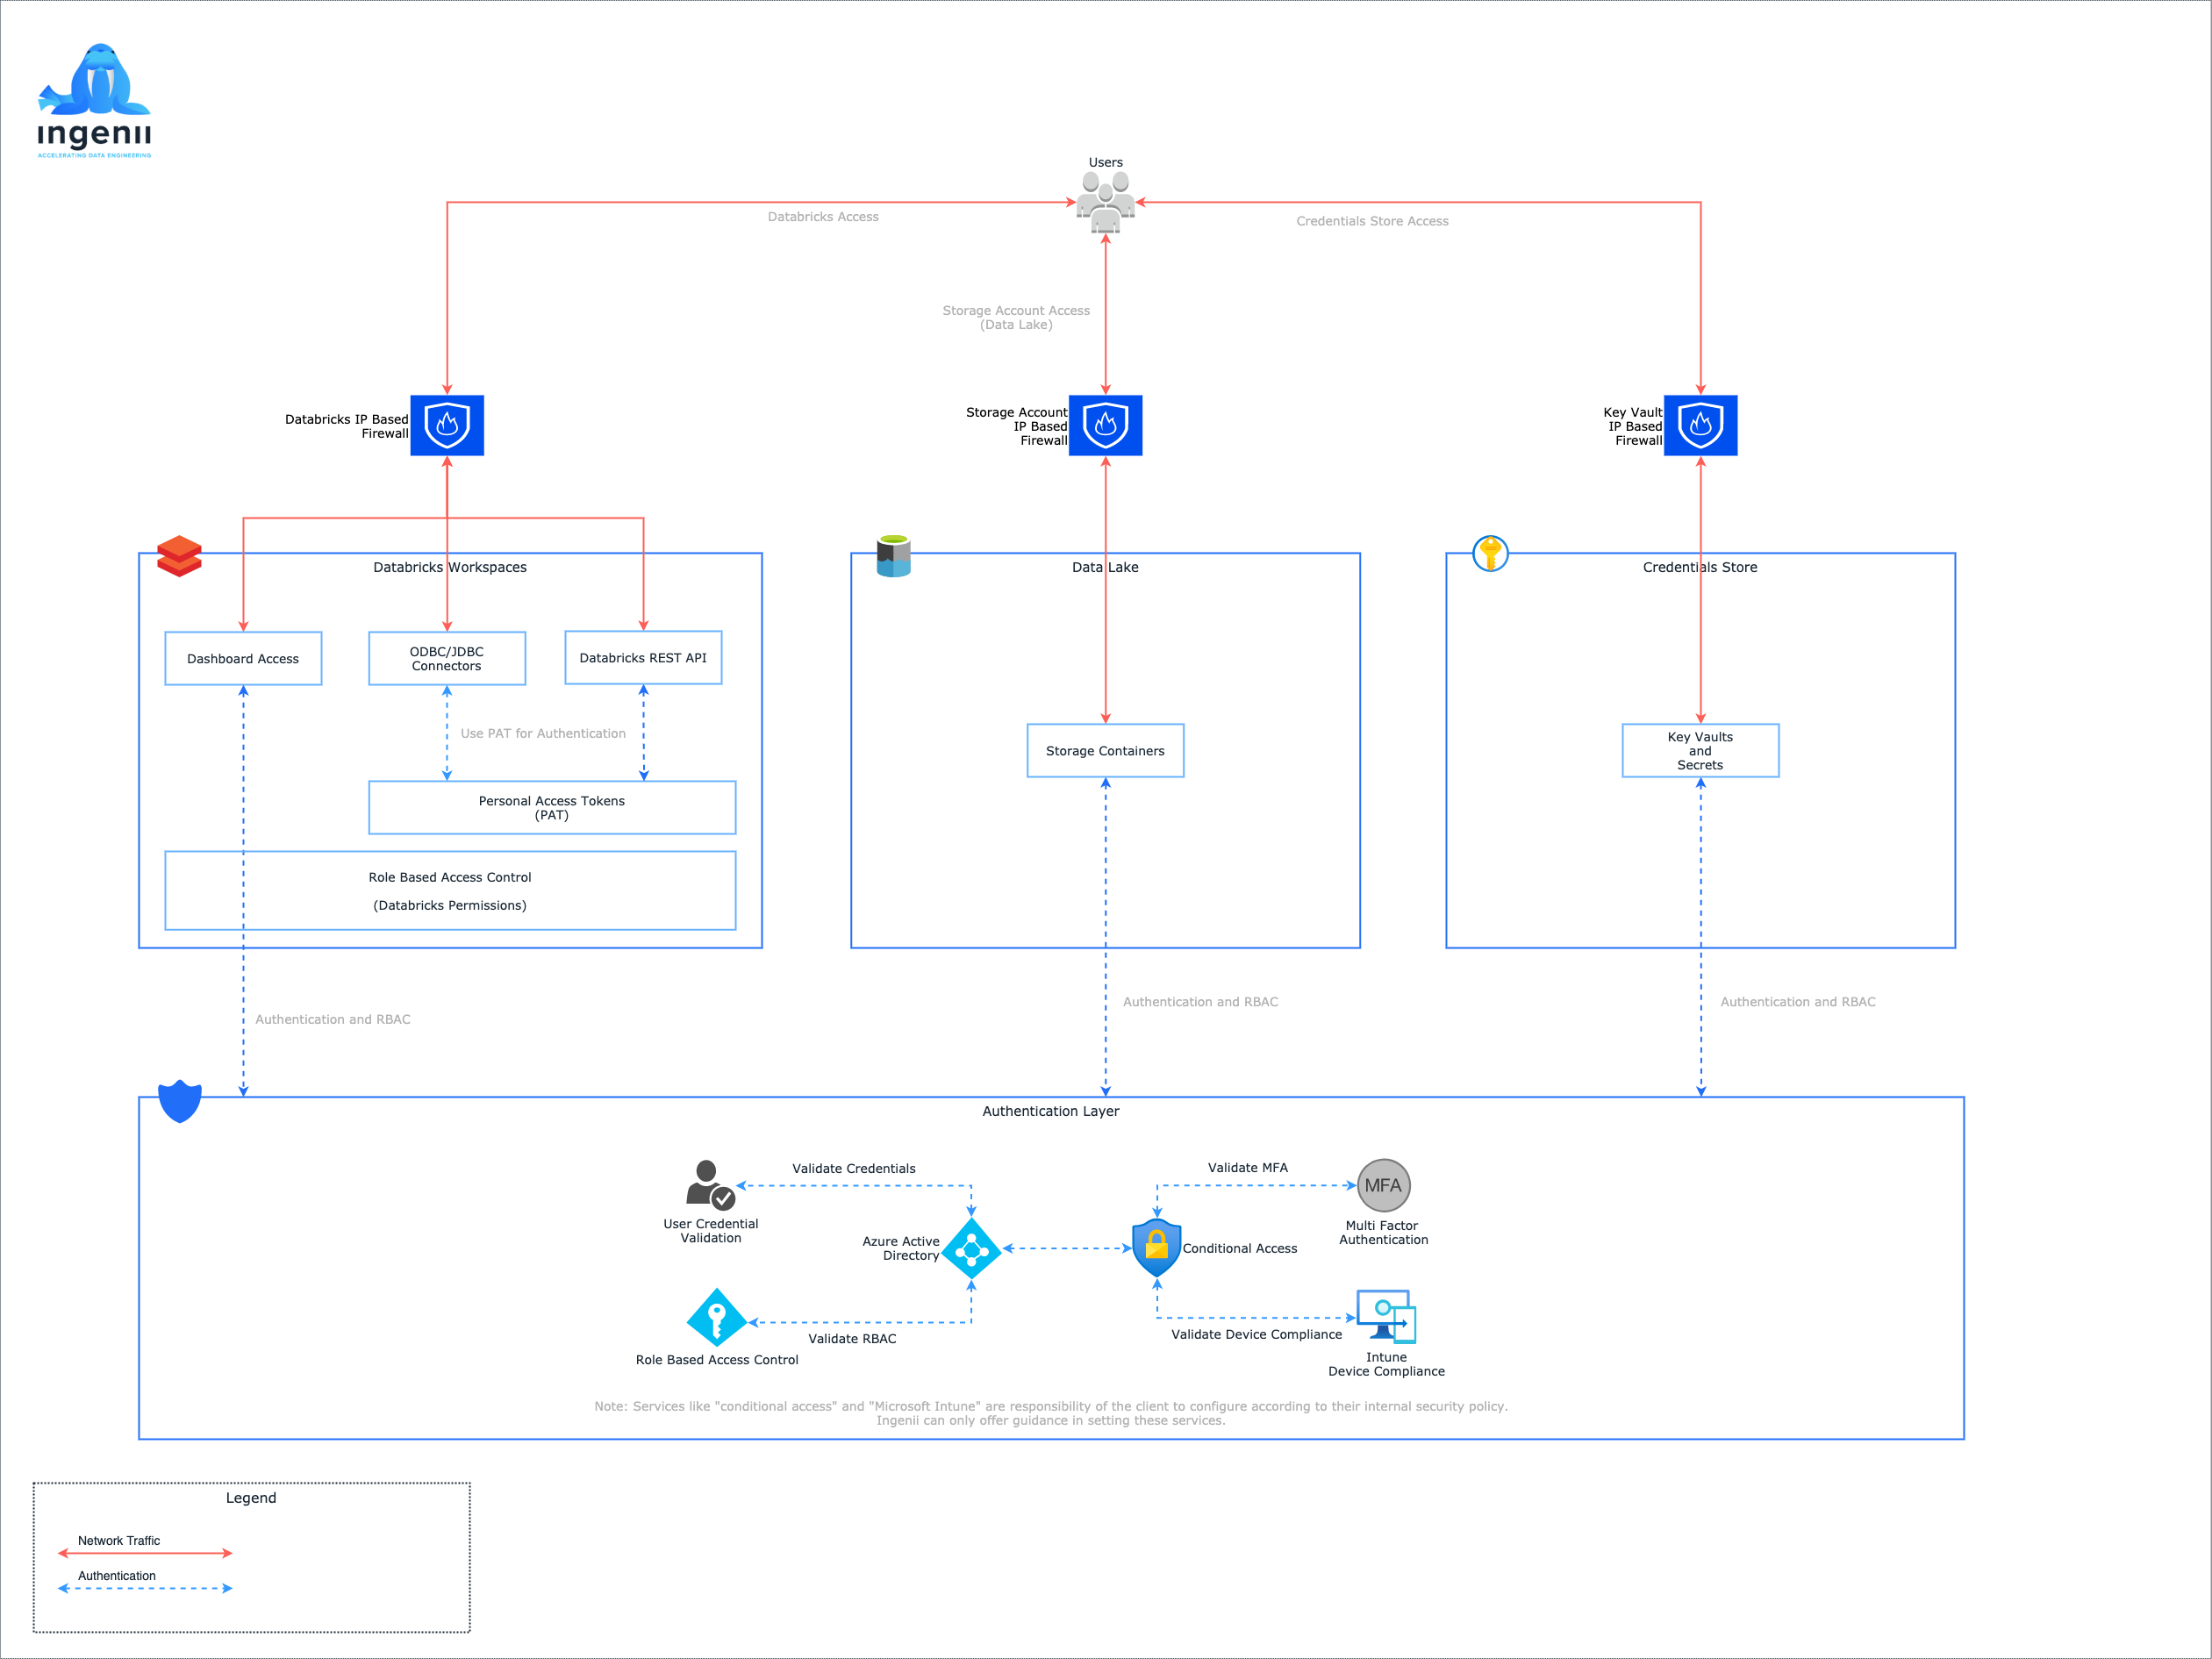 ingenii
ACCELERATING DATA ENGINEERING
Users
Databricks Access
Credentials Store Access
Storage Account Access
(Data Lake)
Databricks IP Based
Firewall
Storage Account
IP Based
Firewall
Key Vault
IP Based
Firewall
Databricks Workspaces
Data Lake
Credentials Store
Dashboard Access
ODBC/JDBC
Connectors
Databricks REST API
Use PAT for Authentication
Personal Access Tokens
(PAT)
Role Based Access Control
(Databricks Permissions)
Storage Containers
Key Vaults
and
Secrets
Authentication and RBAC
Authentication and RBAC
Authentication and RBAC
Authentication Layer
Validate Credentials
Validate MFA
MFA
User Credential
Validation
Azure Active
Directory
Conditional Access
Multi Factor
Authentication
Validate RBAC
Validate Device Compliance
Role Based Access Control
Intune
Device Compliance
Note: Services like "conditional access" and "Microsoft Intune" are responsibility of the client to configure according to their internal security policy.
Ingenii can only offer guidance in setting these services.
Legend
Network Traffic
Authentication